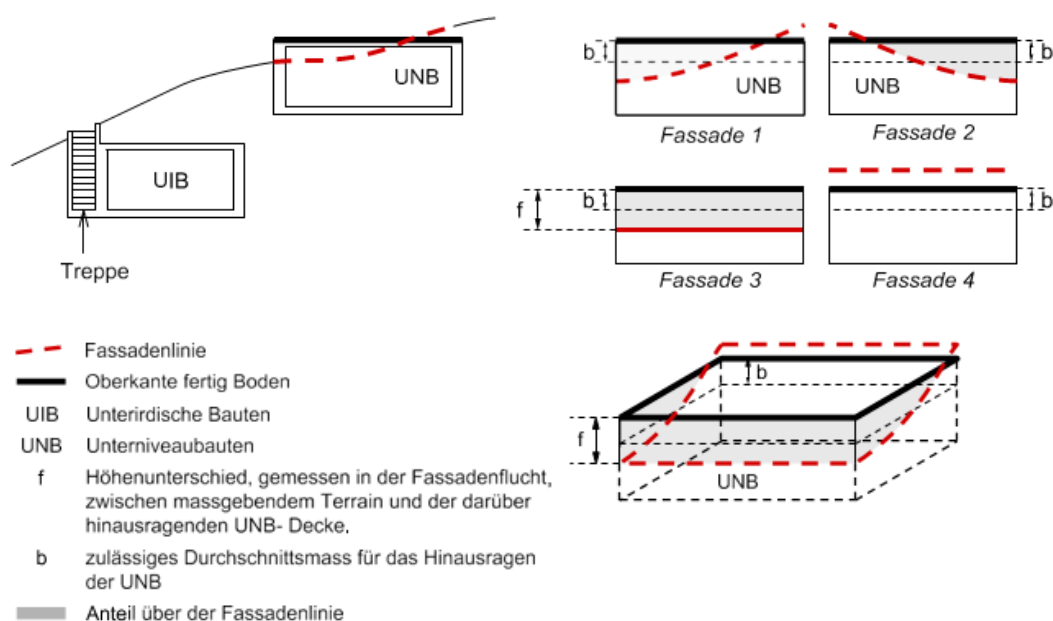 UNB
UIB
Treppe
b
UNB
Fassade 1
UNB
b
Fassade 2
f
b
Fassade 3
b
Fassade 4
Fassadenlinie
Oberkante fertig Boden
UIB Unterirdische Bauten
UNB Unterniveaubauten
f Höhenunterschied, gemessen in der Fassadenflucht,
zwischen massgebendem Terrain und der darüber
hinausragenden UNB- Decke.
b zulässiges Durchschnittsmass für das Hinausragen
der UNB
Anteil über der Fassadenlinie
b
f
UNB